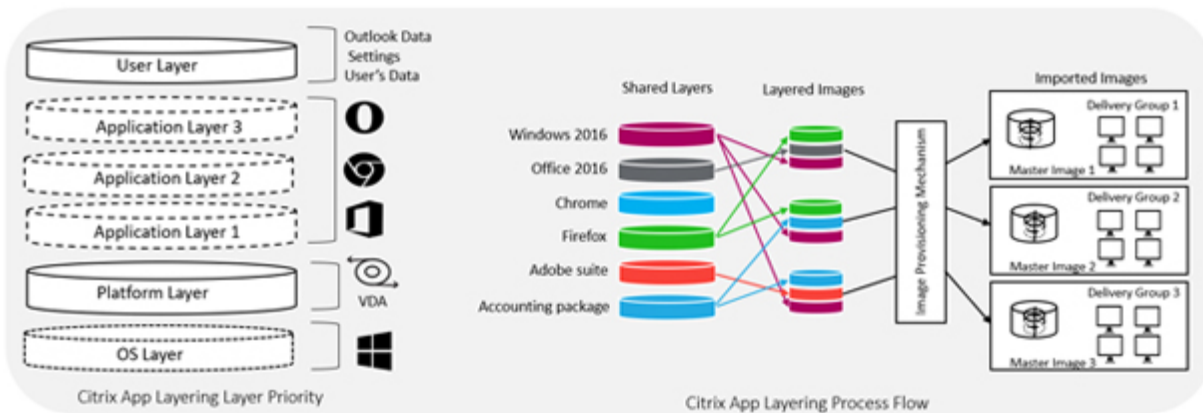 User Layer
Outlook Data
Settings
User's Data
Application Layer 3
Application Layer 2
Application Layer 1
Platform Layer
VDA
OS Layer
Citrix App Layering Layer Priority
Shared Layers
Layered Images
Imported Images
Windows 2016
Office 2016
Chrome
Firefox
Adobe suite
Accounting package
Image Provisioning Mechanism
Delivery Group 1
Master Image 1
Delivery Group 2
Master Image 2
Delivery Group 3
Master Image 3
Citrix App Layering Process Flow